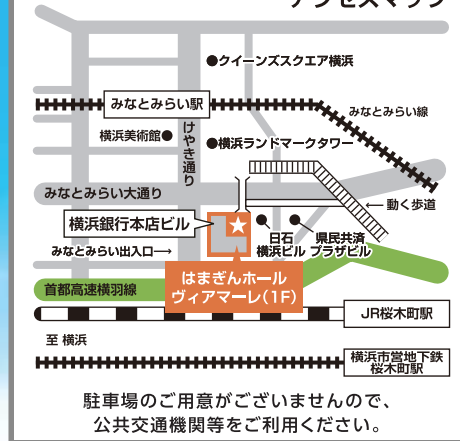 アクセスマップ
●クイーンズスクエア横浜
みなとみらい駅
みなとみらい線
横浜美術館●
けやき通り
●横浜ランドマークタワー
みなとみらい大通り
← 動く歩道
横浜銀行本店ビル
★
日石
横浜ビル
県民共済
プラザビル
みなとみらい出入口→
はまぎんホール
ヴィアマーレ(1F)
首都高速横羽線
JR桜木町駅
至 横浜
横浜市営地下鉄
桜木町駅
駐車場のご用意がございませんので、
公共交通機関等をご利用ください。